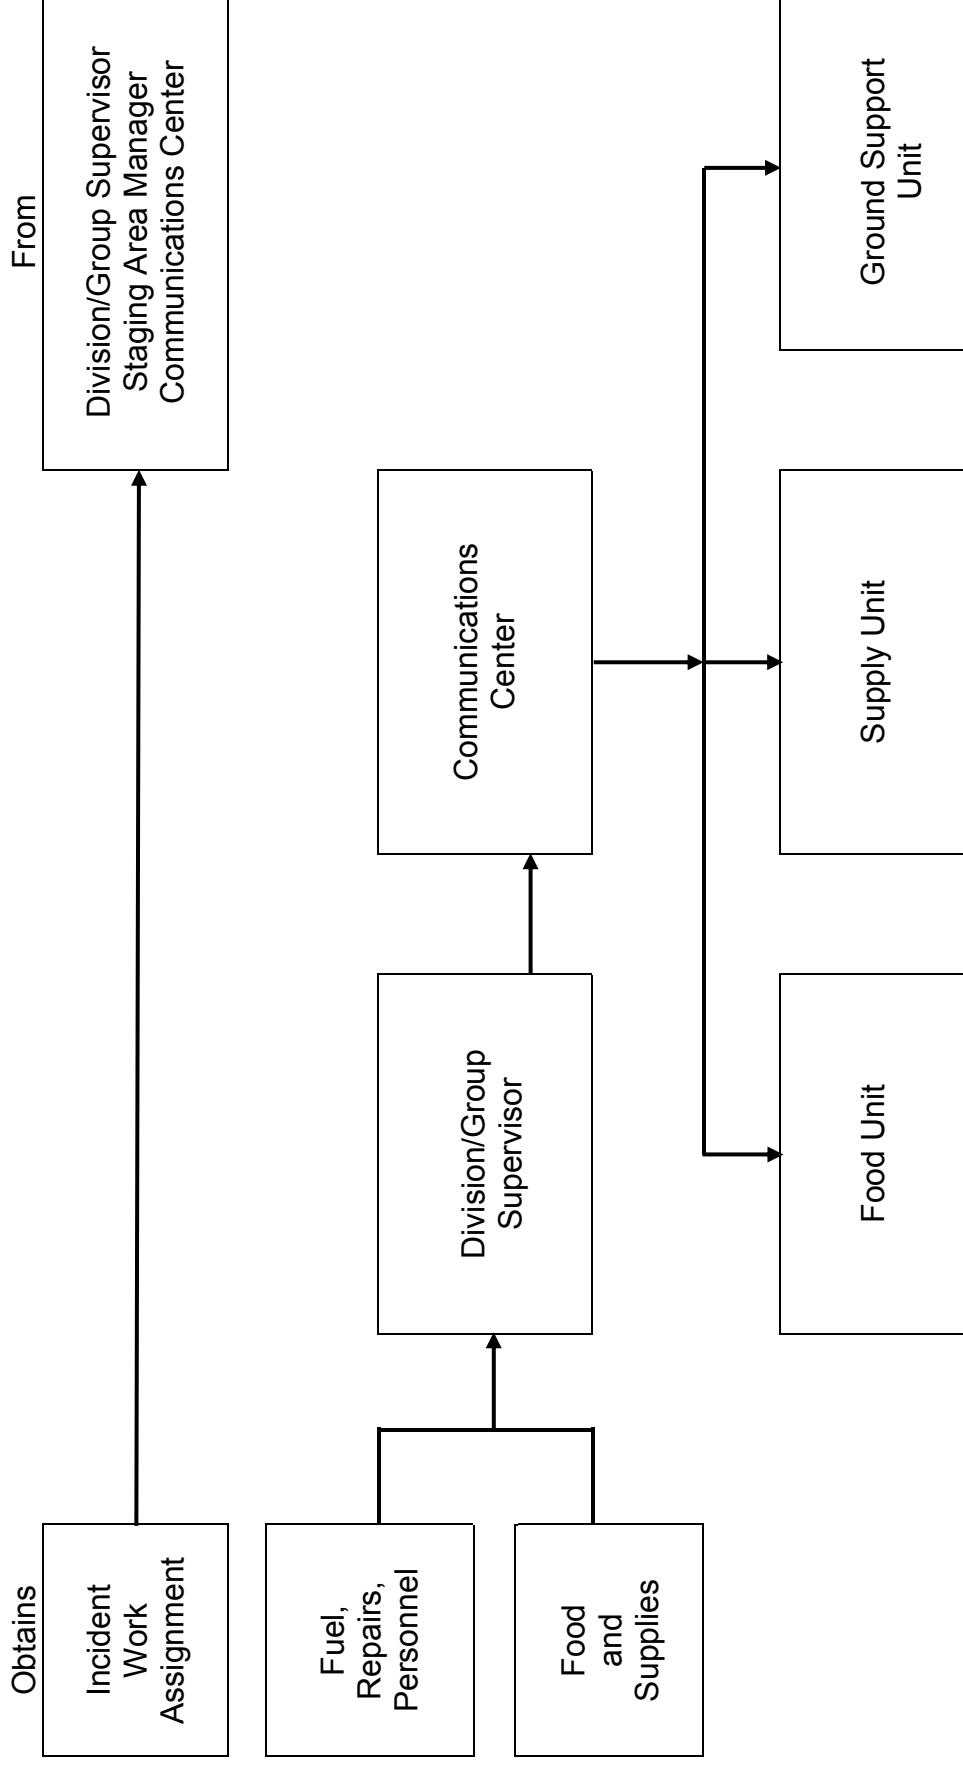 Obtains
From
Incident
Work
Assignment
Division/Group Supervisor
Staging Area Manager
Communications Center
Fuel,
Repairs,
Personnel
Food
and
Supplies
Division/Group
Supervisor
Communications
Center
Food Unit
Supply Unit
Ground Support
Unit